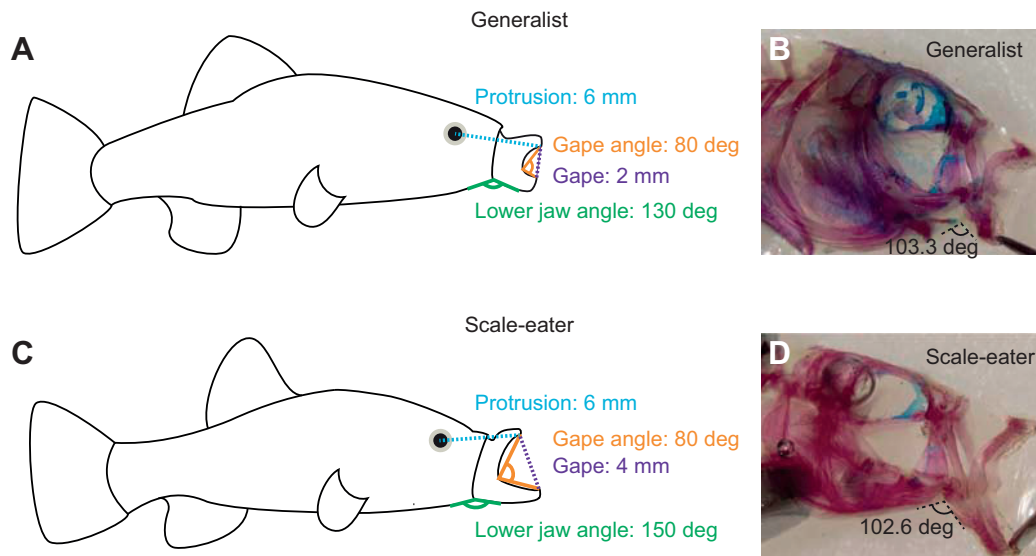 Generalist
A
Protrusion: 6 mm
Gape angle: 80 deg
Gape: 2 mm
Lower jaw angle: 130 deg
B
Generalist
103.3 deg
Scale-eater
C
Protrusion: 6 mm
Gape angle: 80 deg
Gape: 4 mm
Lower jaw angle: 150 deg
D
Scale-eater
102.6 deg